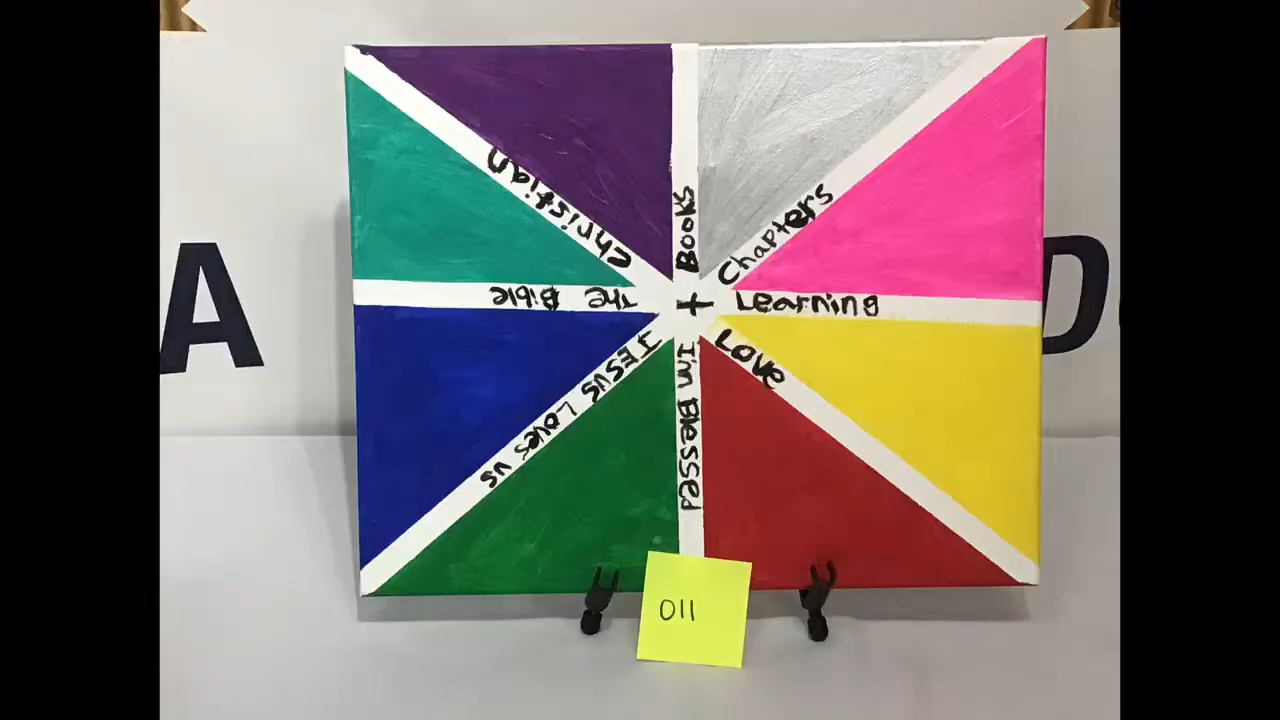 A
D
Christian
Books
Chapters
The Bible
Learning
JESUS Loves us
I'm Blessed
Love
011